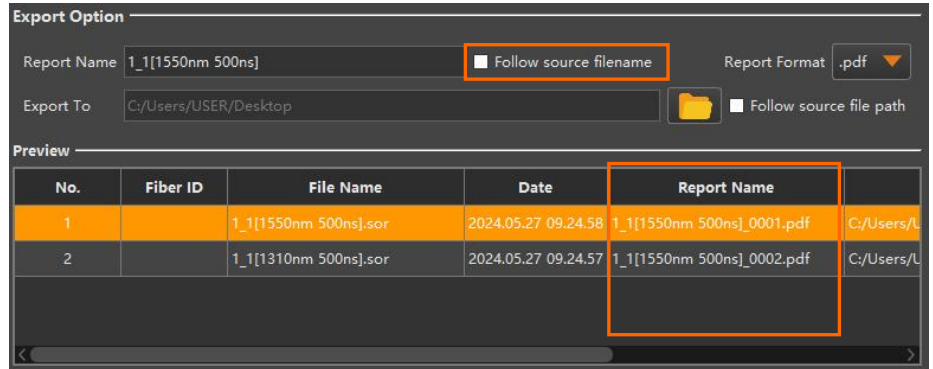 Export Option
Report Name 1_1[1550nm 500ns] Follow source filename Report Format .pdf
Export To C:/Users/USER/Desktop Follow source file path
Preview
No. Fiber ID File Name Date Report Name
1 1_1[1550nm 500ns].sor 2024.05.27 09.24.58 1_1[1550nm 500ns]_0001.pdf C:/Users/U
2 1_1[1310nm 500ns].sor 2024.05.27 09.24.57 1_1[1550nm 500ns]_0002.pdf C:/Users/U